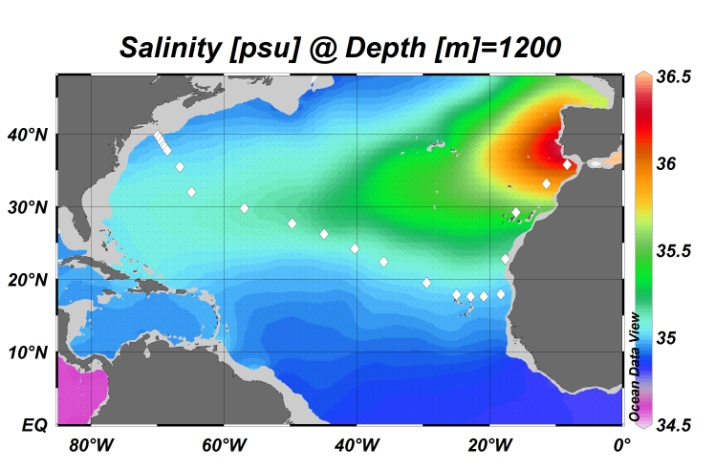 Salinity [psu] @ Depth [m]=1200
40°N
30°N
20°N
10°N
EQ
80°W
60°W
40°W
20°W
0°
36.5
36
35.5
35
34.5
Ocean Data View